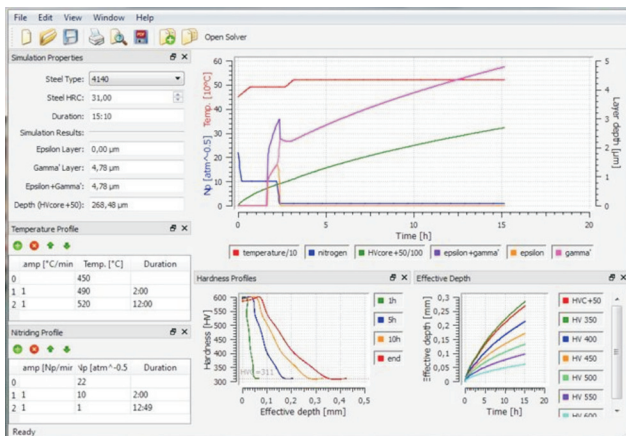 File Edit View Window Help
Open Solver
Simulation Properties
Steel Type: 4140
Steel HRC: 31,00
Duration: 15:10
Simulation Results:
Epsilon Layer: 0,00 µm
Gamma' Layer: 4,78 µm
Epsilon+Gamma': 4,78 µm
Depth (HVcore+50): 268,48 µm
Temperature Profile
.amp [°C/min Temp. [°C] Duration
0 450
1 1 490 2:00
2 1 520 12:00
Nitriding Profile
amp [Np/mir Np [atm^-0.5 Duration
0 22
1 1 10 2:00
2 1 1 12:49
Ready
60
50
40
30
20
10
0
Np [atm^-0.5] Temp. [10°C]
5
4
3
2
1
0
Layer depth [µm]
0 5 10 15 20
Time [h]
temperature/10 nitrogen HVcore+50/100 epsilon+gamma' epsilon gamma'
Hardness Profiles
600
550
500
450
400
350
300
Hardness [HV]
HVC=311
0 0,1 0,2 0,3 0,4 0,5
Effective depth [mm]
1h
5h
10h
end
Effective Depth
0,3
0,2
0,1
0
Effective depth [mm]
0 5 10 15 20
Time [h]
HVC+50
HV 350
HV 400
HV 450
HV 500
HV 550
HV 600